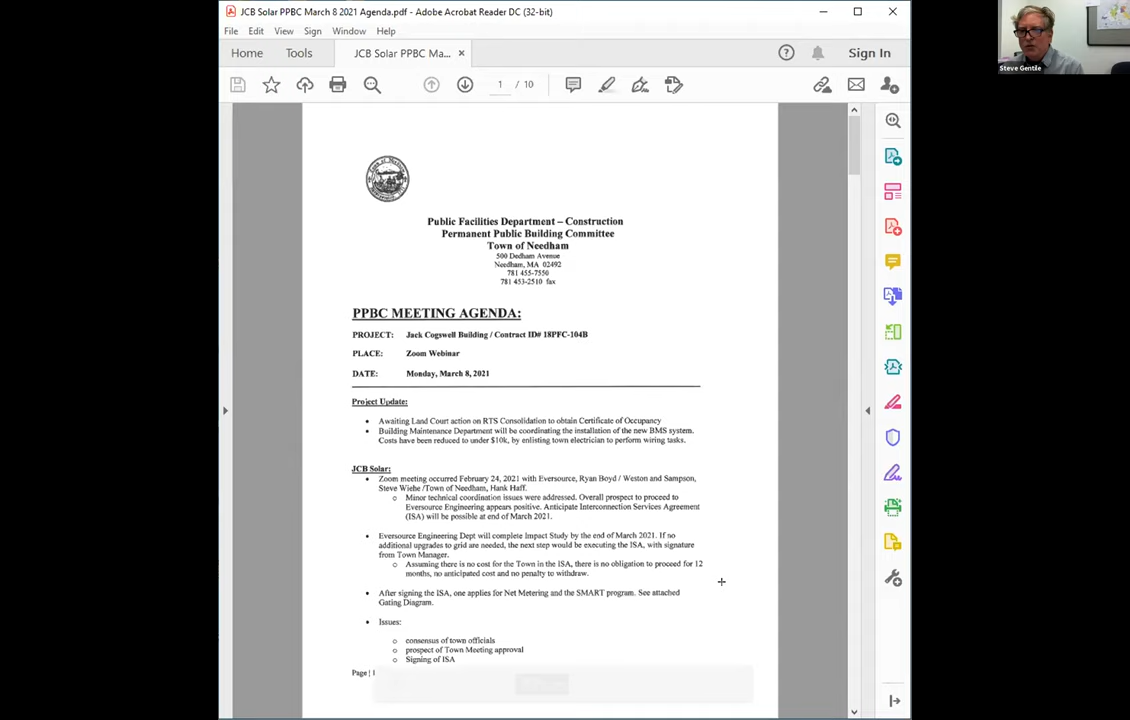 JCB Solar PPBC March 8 2021 Agenda.pdf - Adobe Acrobat Reader DC (32-bit)
File Edit View Sign Window Help
Home Tools JCB Solar PPBC Ma... × Sign In
1 / 10
Steve Gentile
Public Facilities Department – Construction
Permanent Public Building Committee
Town of Needham
500 Dedham Avenue
Needham, MA 02492
781 455-7550
781 453-2510 fax
PPBC MEETING AGENDA:
PROJECT: Jack Cogswell Building / Contract ID# 18PFC-104B
PLACE: Zoom Webinar
DATE: Monday, March 8, 2021
Project Update:
• Awaiting Land Court action on RTS Consolidation to obtain Certificate of Occupancy
• Building Maintenance Department will be coordinating the installation of the new BMS system.
Costs have been reduced to under $10k, by enlisting town electrician to perform wiring tasks.
JCB Solar:
• Zoom meeting occurred February 24, 2021 with Eversource, Ryan Boyd / Weston and Sampson,
Steve Wiehe /Town of Needham, Hank Haff.
o Minor technical coordination issues were addressed. Overall prospect to proceed to
Eversource Engineering appears positive. Anticipate Interconnection Services Agreement
(ISA) will be possible at end of March 2021.
• Eversource Engineering Dept will complete Impact Study by the end of March 2021. If no
additional upgrades to grid are needed, the next step would be executing the ISA, with signature
from Town Manager.
o Assuming there is no cost for the Town in the ISA, there is no obligation to proceed for 12
months, no anticipated cost and no penalty to withdraw.
• After signing the ISA, one applies for Net Metering and the SMART program. See attached
Gating Diagram.
• Issues:
o consensus of town officials
o prospect of Town Meeting approval
o Signing of ISA
Page | 1